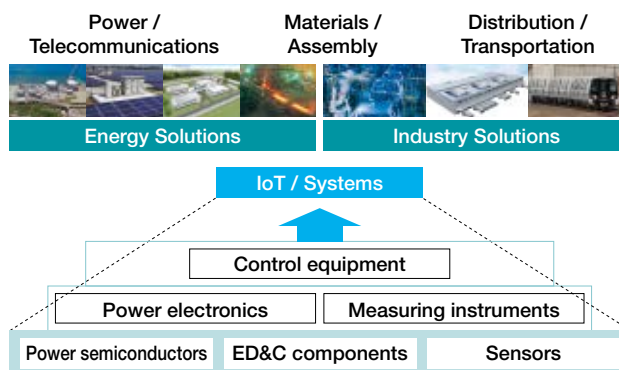 Power /
Telecommunications
Materials /
Assembly
Distribution /
Transportation
Energy Solutions
Industry Solutions
IoT / Systems
Control equipment
Power electronics
Measuring instruments
Power semiconductors
ED&C components
Sensors